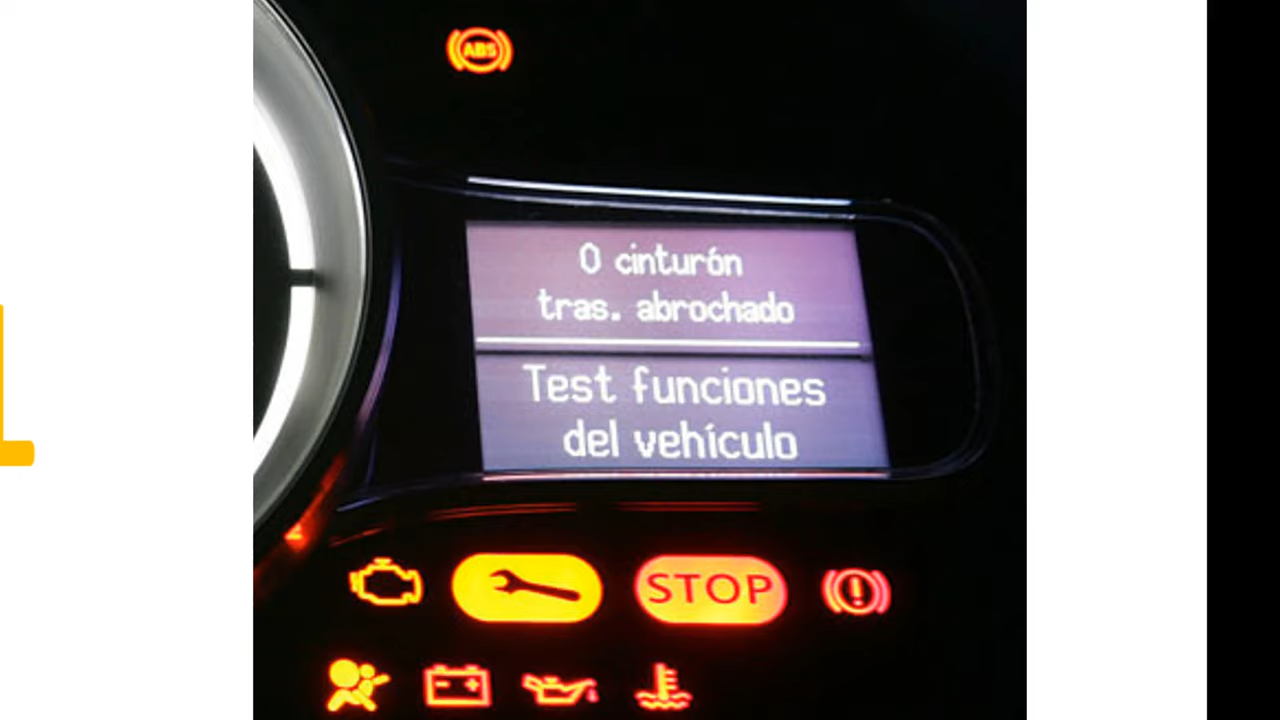 ABS
0 cinturón
tras. abrochado
Test funciones
del vehículo
STOP